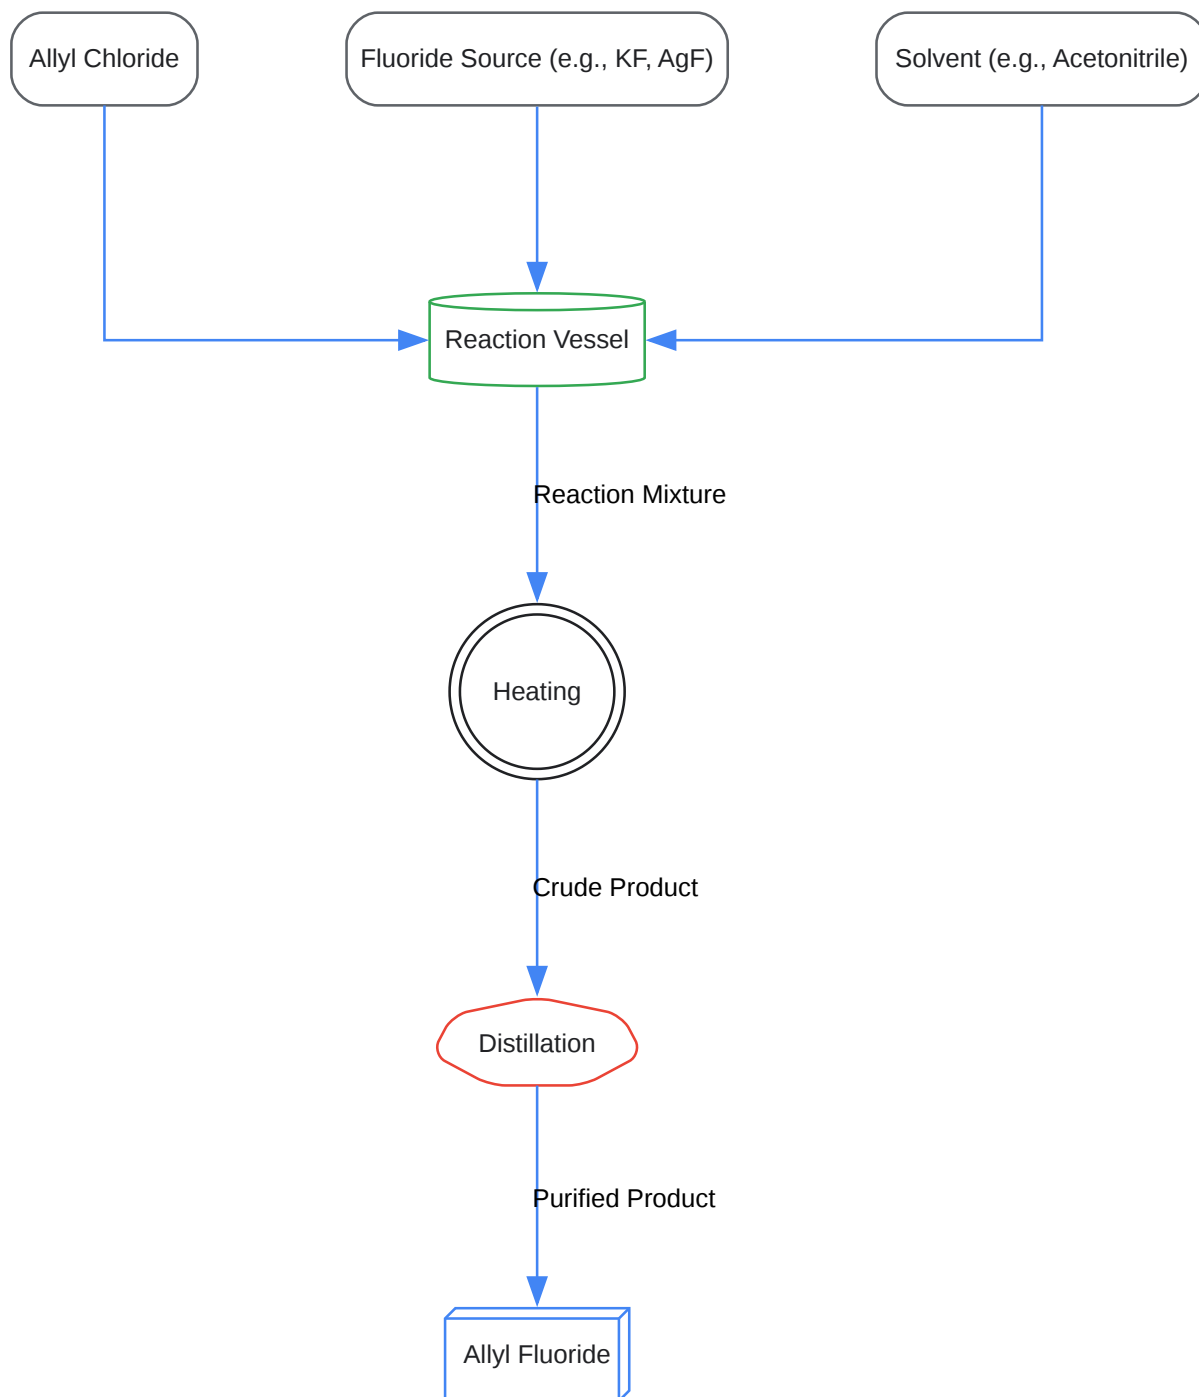 Allyl Chloride
Fluoride Source (e.g., KF, AgF)
Solvent (e.g., Acetonitrile)
Reaction Vessel
Reaction Mixture
Heating
Crude Product
Distillation
Purified Product
Allyl Fluoride